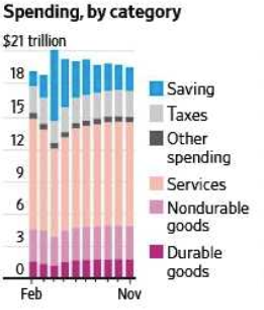 Spending, by category
$21 trillion
18
15
12
9
6
3
0
Feb
Nov
Saving
Taxes
Other
spending
Services
Nondurable
goods
Durable
goods